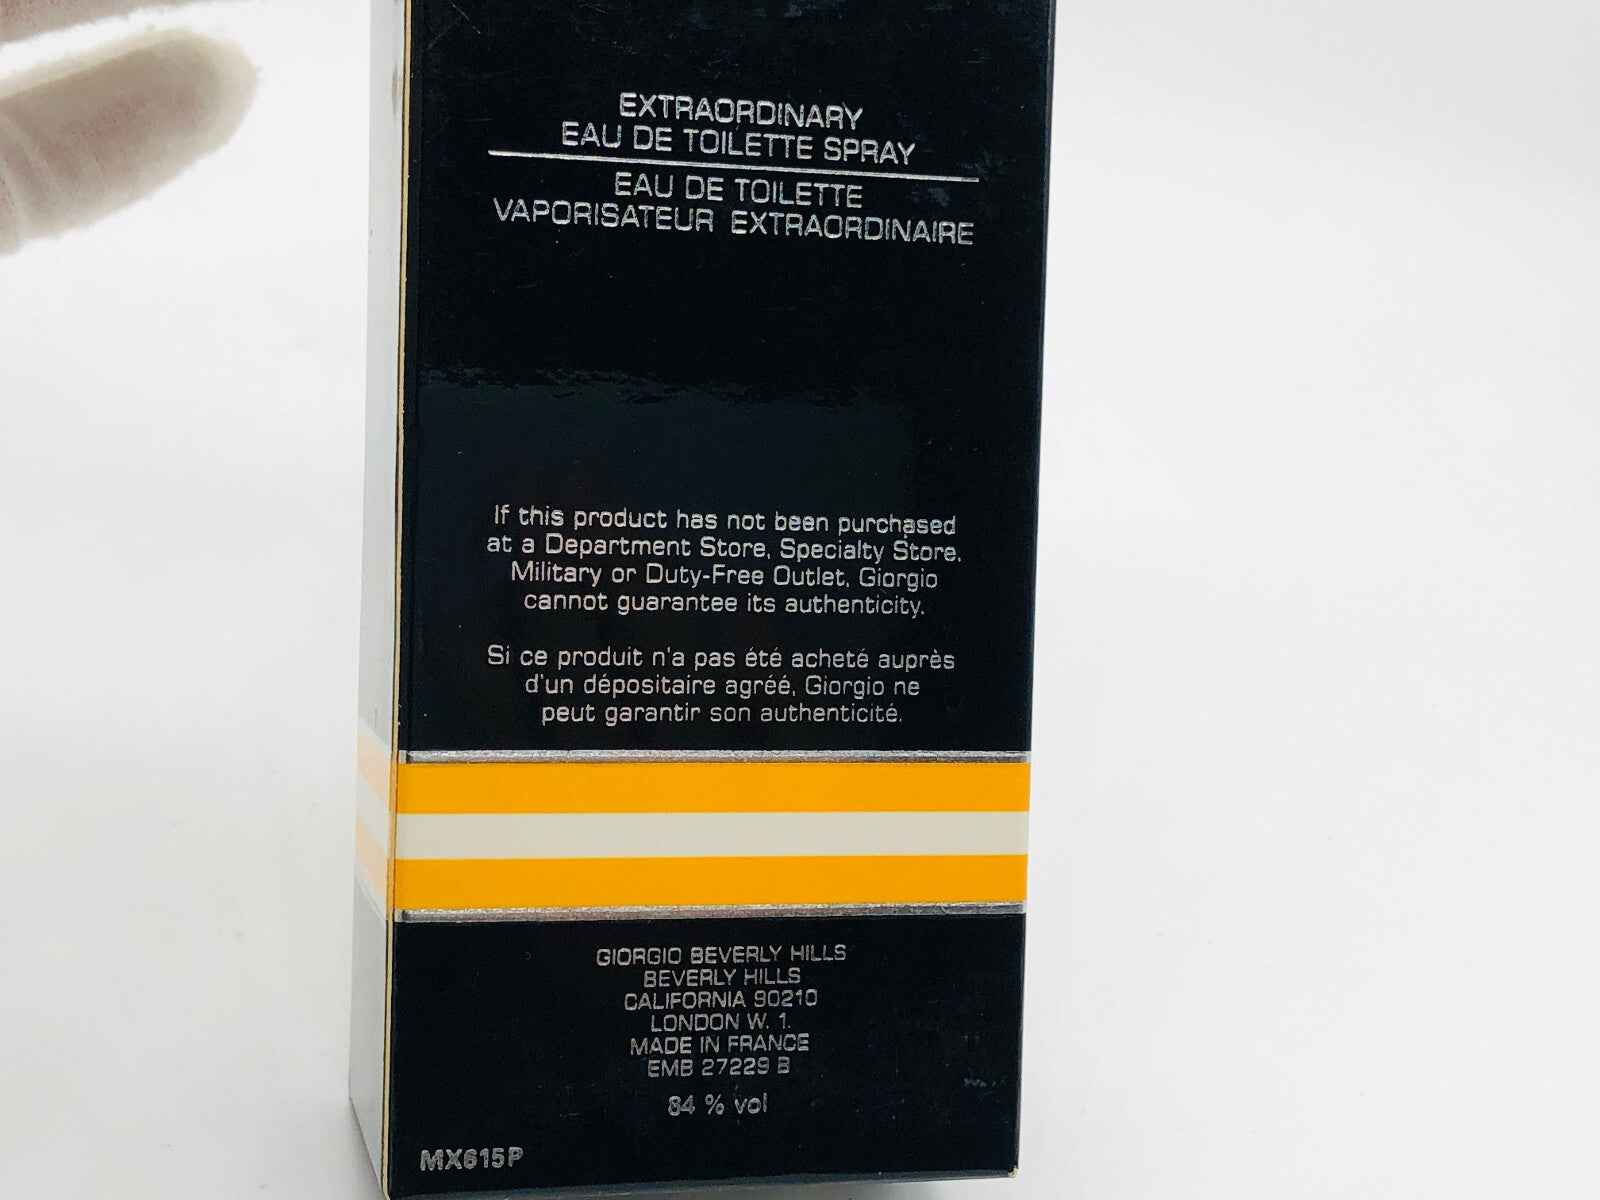 EXTRAORDINARY
EAU DE TOILETTE SPRAY
EAU DE TOILETTE
VAPORISATEUR EXTRAORDINAIRE
If this product has not been purchased
at a Department Store, Specialty Store,
Military or Duty-Free Outlet, Giorgio
cannot guarantee its authenticity.
Si ce produit n'a pas été acheté auprès
d'un dépositaire agréé, Giorgio ne
peut garantir son authenticité.
GIORGIO BEVERLY HILLS
BEVERLY HILLS
CALIFORNIA 90210
LONDON W. 1.
MADE IN FRANCE
EMB 27229 B
84 % vol
MX615P